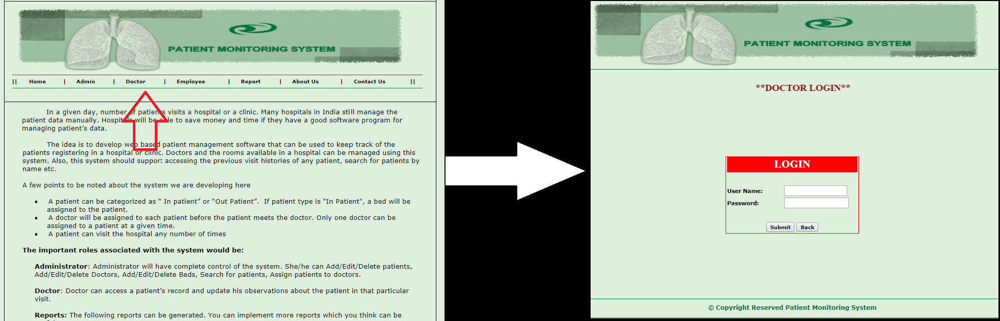 PATIENT MONITORING SYSTEM
|| Home | Admin | Doctor | Employee | Report | About Us | Contact Us ||
In a given day, number of patients visits a hospital or a clinic. Many hospitals in India still manage the
patient data manually. Hospitals will be able to save money and time if they have a good software program for
managing patient’s data.
The idea is to develop web based patient management software that can be used to keep track of the
patients registering in a hospital or clinic. Doctors and the rooms available in a hospital can be managed using this
system. Also, this system should support accessing the previous visit histories of any patient, search for patients by
name etc.
A few points to be noted about the system we are developing here
• A patient can be categorized as “ In patient” or “Out Patient”. If patient type is "In Patient", a bed will be
assigned to the patient.
• A doctor will be assigned to each patient before the patient meets the doctor. Only one doctor can be
assigned to a patient at a given time.
• A patient can visit the hospital any number of times
The important roles associated with the system would be:
Administrator: Administrator will have complete control of the system. She/he can Add/Edit/Delete patients,
Add/Edit/Delete Doctors, Add/Edit/Delete Beds, Search for patients, Assign patients to doctors.
Doctor: Doctor can access a patient’s record and update his observations about the patient in that particular
visit.
Reports: The following reports can be generated. You can implement more reports which you think can be
PATIENT MONITORING SYSTEM
**DOCTOR LOGIN**
LOGIN
User Name:
Password:
Submit Back
© Copyright Reserved Patient Monitoring System